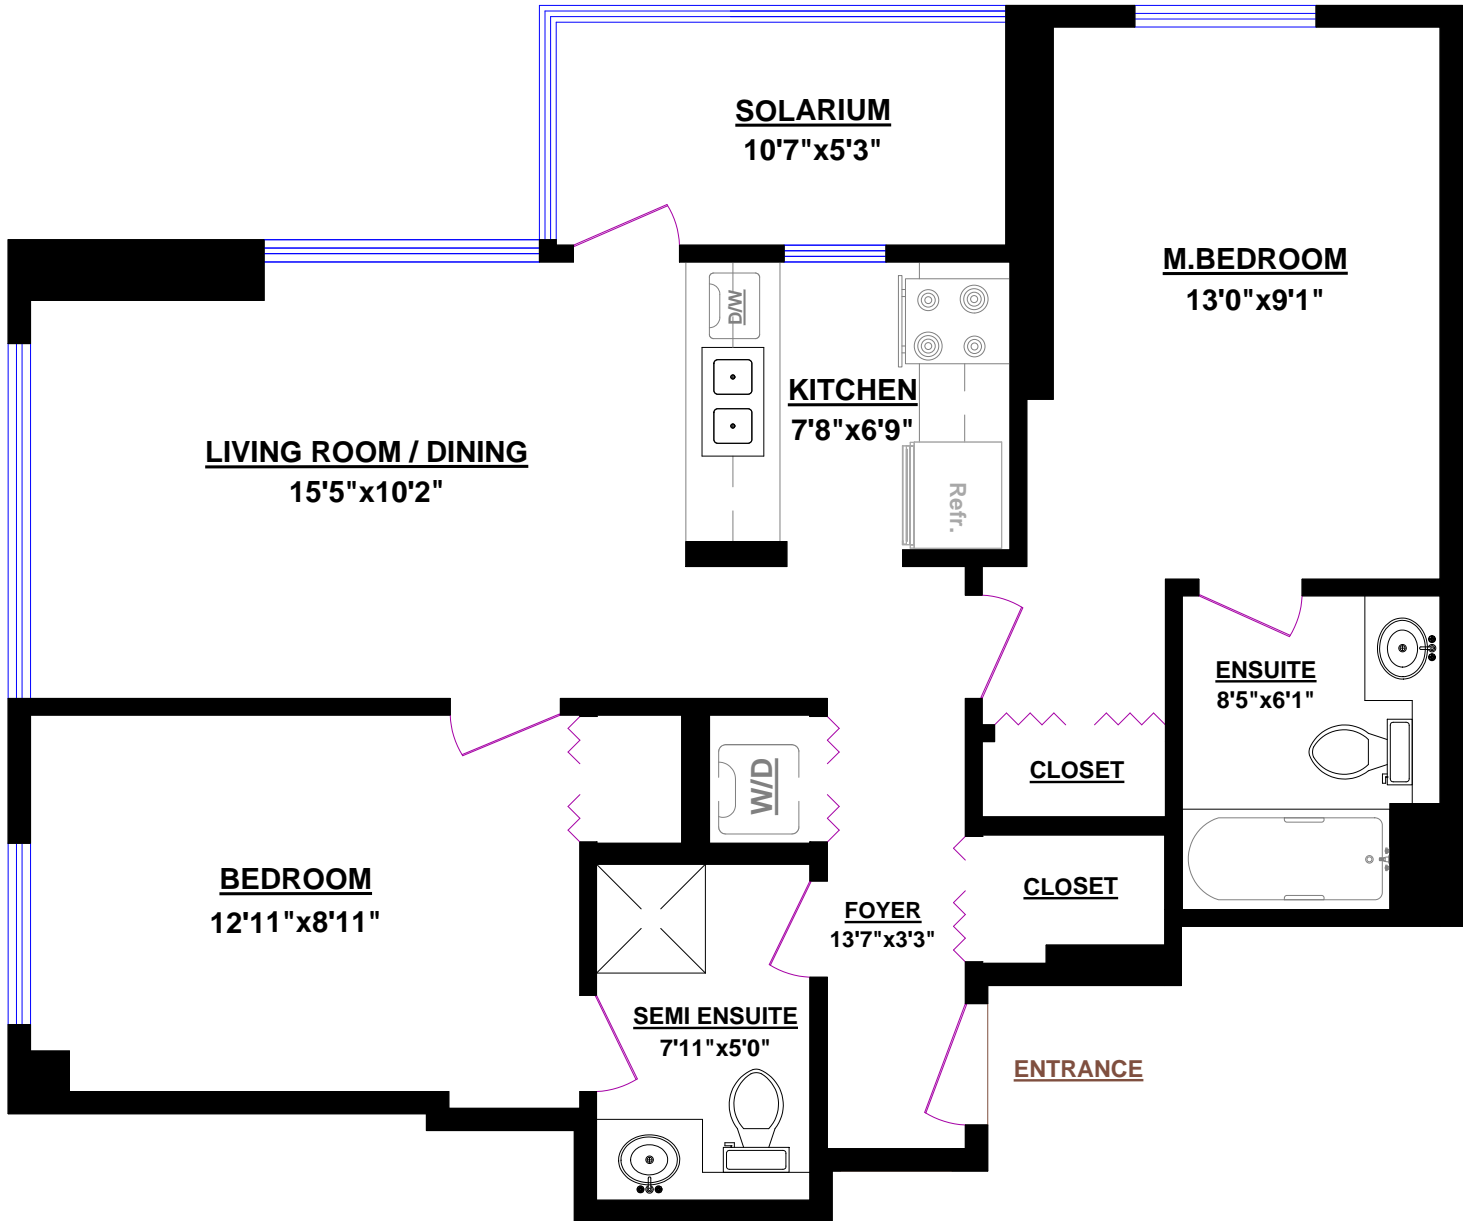 SOLARIUM
10'7"x5'3"
M.BEDROOM
13'0"x9'1"
D/W
KITCHEN
7'8"x6'9"
LIVING ROOM / DINING
15'5"x10'2"
Refr.
ENSUITE
8'5"x6'1"
CLOSET
W/D
BEDROOM
12'11"x8'11"
CLOSET
FOYER
13'7"x3'3"
SEMI ENSUITE
7'11"x5'0"
ENTRANCE